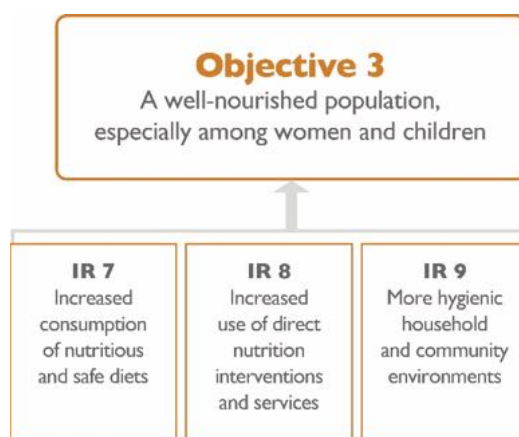 Objective 3
A well-nourished population,
especially among women and children
IR 7
Increased
consumption
of nutritious
and safe diets
IR 8
Increased
use of direct
nutrition
interventions
and services
IR 9
More hygienic
household
and community
environments